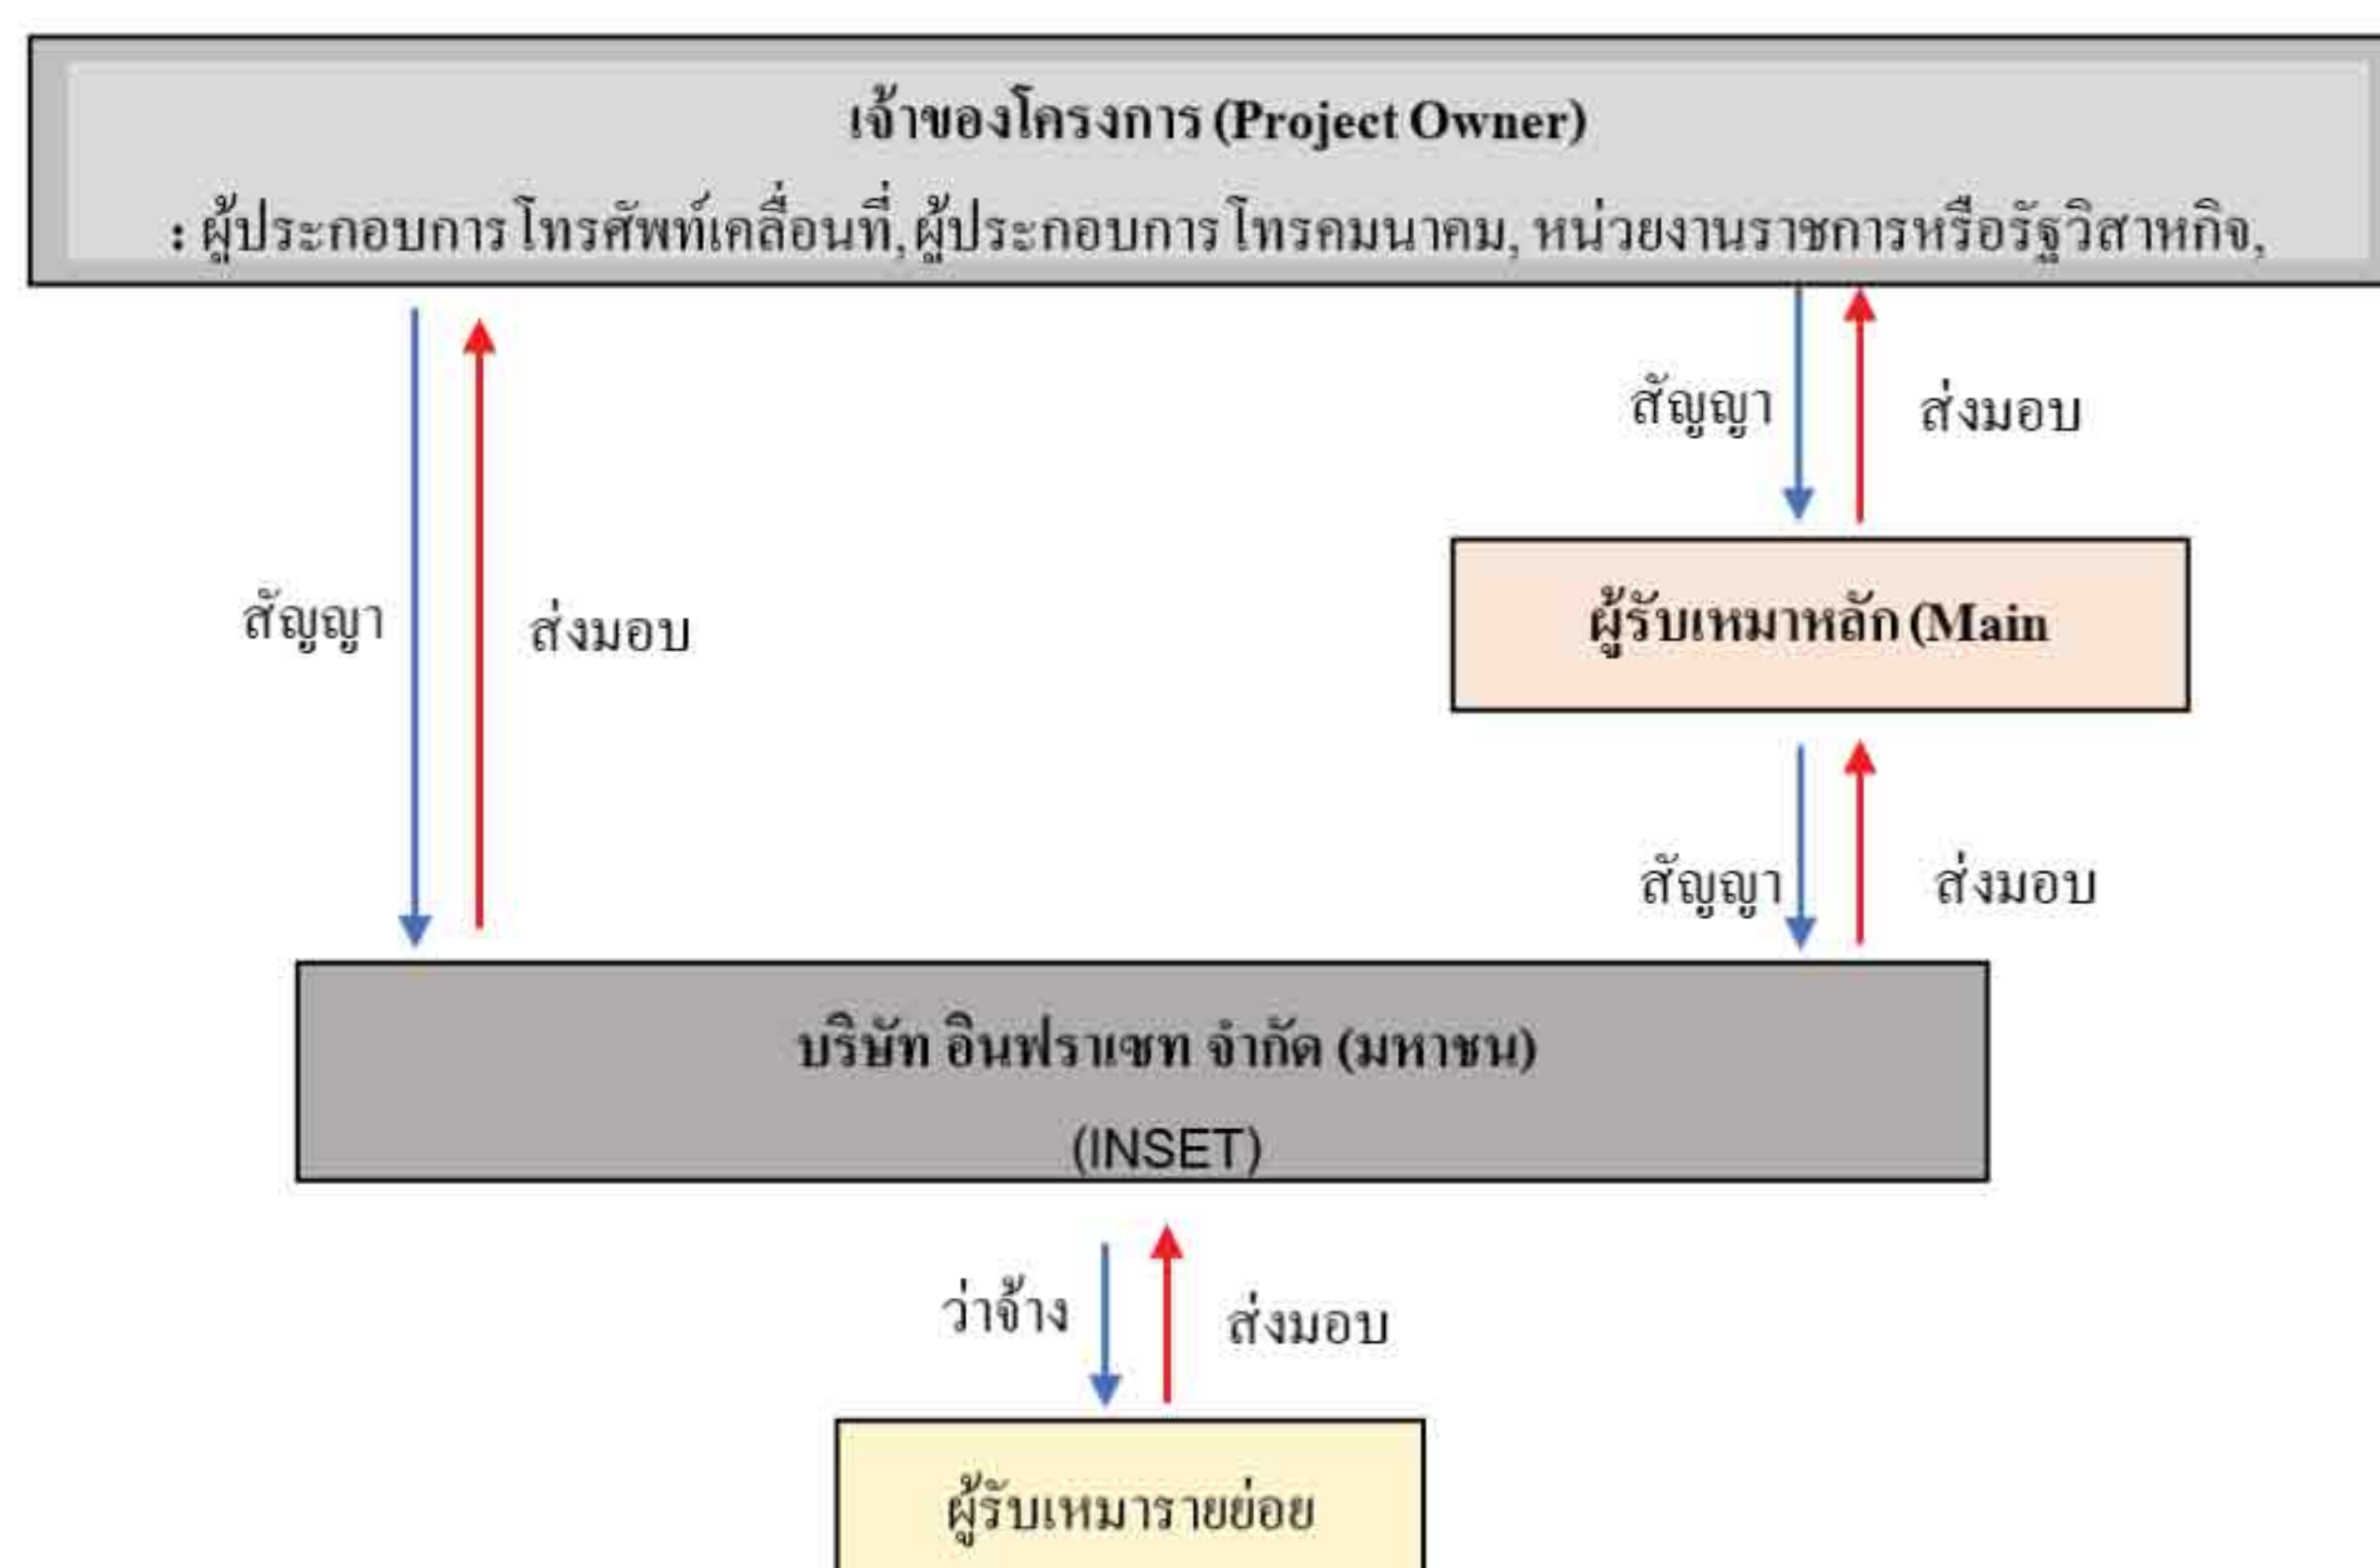 เจ้าของโครงการ (Project Owner)
: ผู้ประกอบการโทรศัพท์เคลื่อนที่, ผู้ประกอบการโทรคมนาคม, หน่วยงานราชการหรือรัฐวิสาหกิจ,
สัญญา
ส่งมอบ
ผู้รับเหมาหลัก (Main
สัญญา
ส่งมอบ
สัญญา
ส่งมอบ
บริษัท อินฟราเซท จำกัด (มหาชน)
(INSET)
ว่าจ้าง
ส่งมอบ
ผู้รับเหมารายย่อย